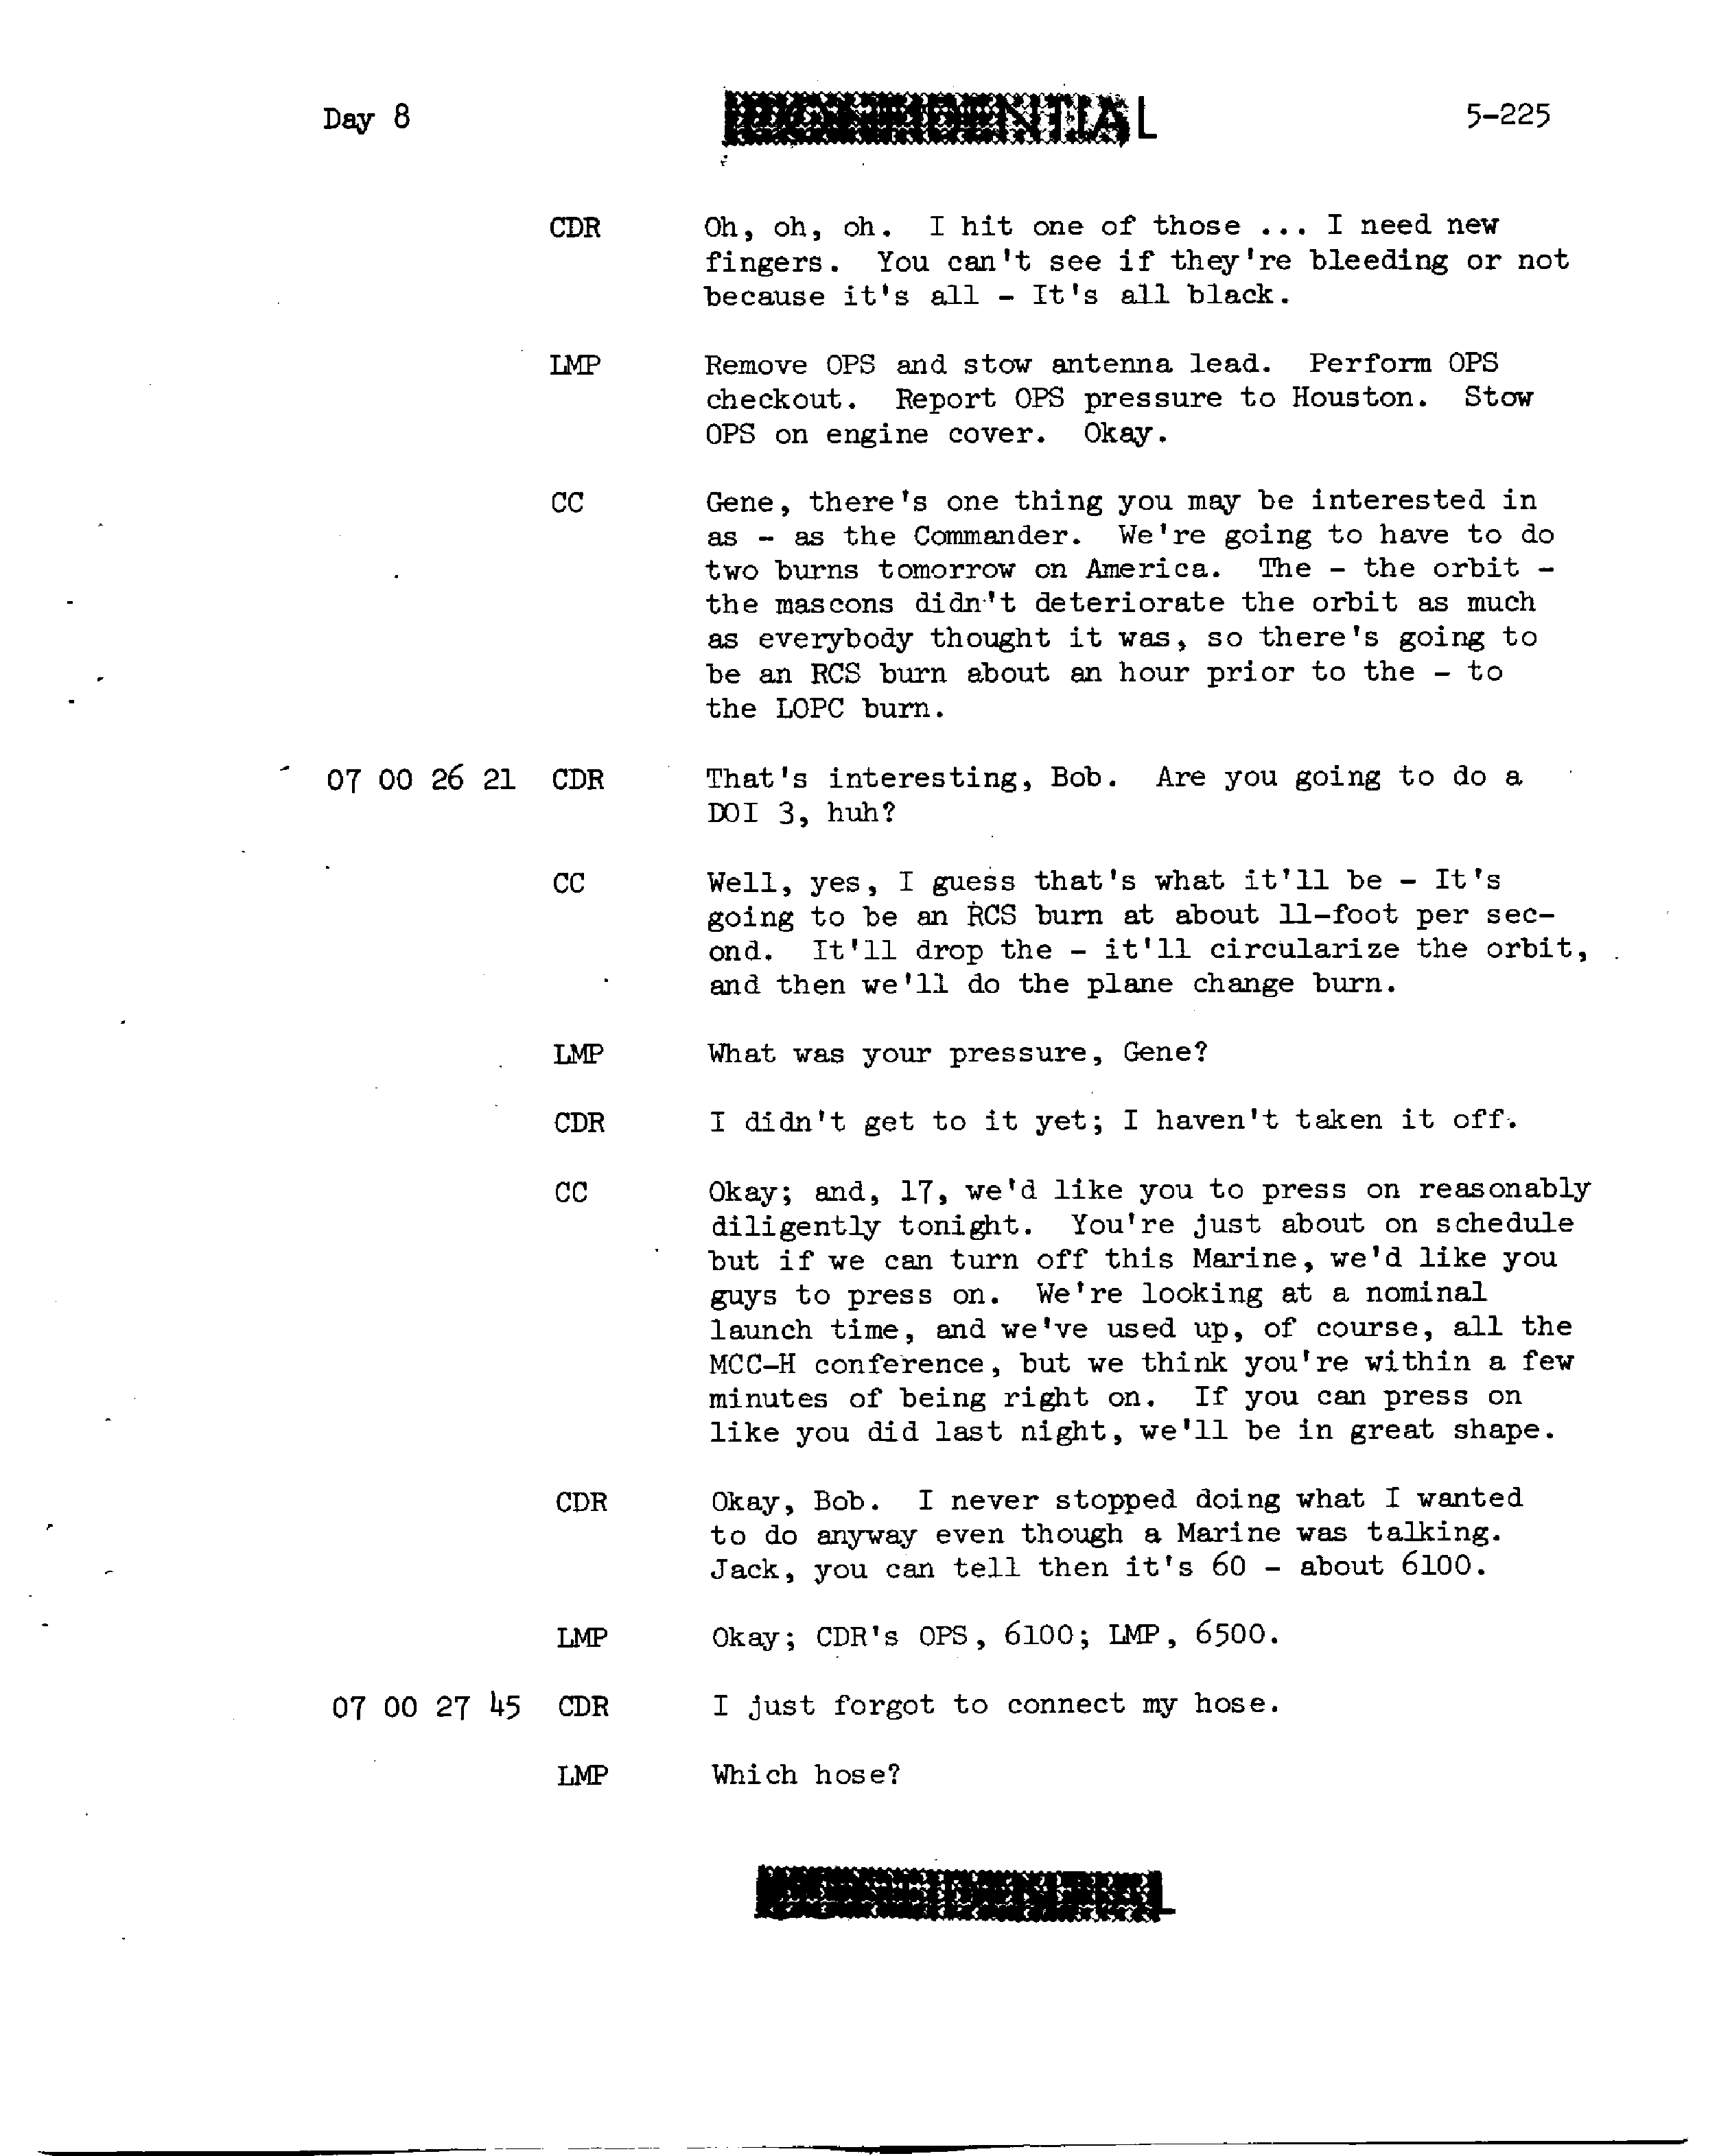 Day 8
CONFIDENTIAL
5-225
CDR Oh, oh, oh. I hit one of those ... I need new
fingers. You can't see if they're bleeding or not
because it's all - It's all black.
LMP Remove OPS and stow antenna lead. Perform OPS
checkout. Report OPS pressure to Houston. Stow
OPS on engine cover. Okay.
CC Gene, there's one thing you may be interested in
as - as the Commander. We're going to have to do
two burns tomorrow on America. The - the orbit -
the mascons didn't deteriorate the orbit as much
as everybody thought it was, so there's going to
be an RCS burn about an hour prior to the - to
the LOPC burn.
07 00 26 21 CDR That's interesting, Bob. Are you going to do a
DOI 3, huh?
CC Well, yes, I guess that's what it'll be - It's
going to be an RCS burn at about 11-foot per sec-
ond. It'll drop the - it'll circularize the orbit,
and then we'll do the plane change burn.
LMP What was your pressure, Gene?
CDR I didn't get to it yet; I haven't taken it off.
CC Okay; and, 17, we'd like you to press on reasonably
diligently tonight. You're just about on schedule
but if we can turn off this Marine, we'd like you
guys to press on. We're looking at a nominal
launch time, and we've used up, of course, all the
MCC-H conference, but we think you're within a few
minutes of being right on. If you can press on
like you did last night, we'll be in great shape.
CDR Okay, Bob. I never stopped doing what I wanted
to do anyway even though a Marine was talking.
Jack, you can tell then it's 60 - about 6100.
LMP Okay; CDR's OPS, 6100; LMP, 6500.
07 00 27 45 CDR I just forgot to connect my hose.
LMP Which hose?
CONFIDENTIAL